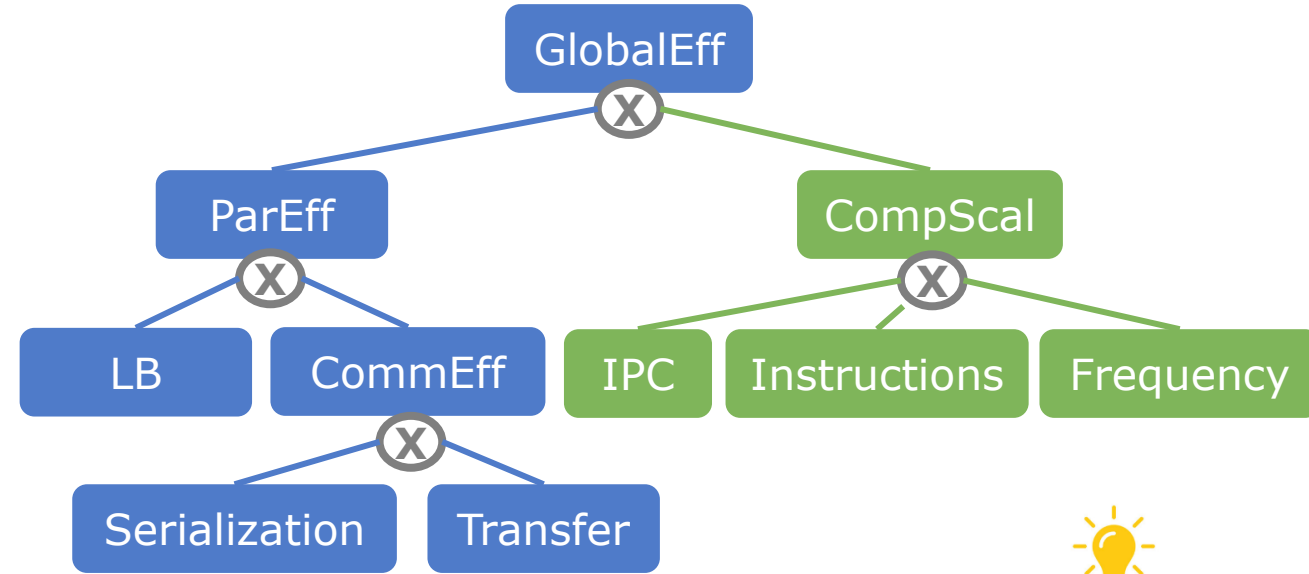 GlobalEff
X
ParEff
CompScal
X
X
LB
CommEff
IPC
Instructions
Frequency
X
Serialization
Transfer